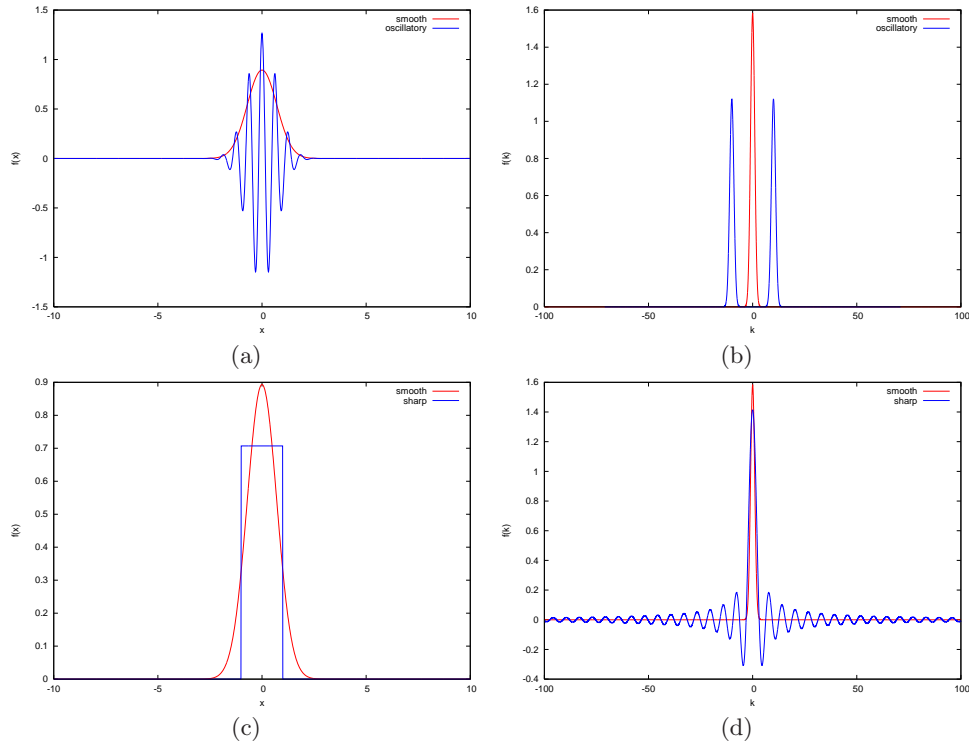 1.5
1
0.5
0
-0.5
-1
-1.5
-10
-5
0
5
10
f(x)
x
smooth
oscillatory
(a)
1.6
1.4
1.2
1
0.8
0.6
0.4
0.2
0
-100
-50
0
50
100
f(k)
k
smooth
oscillatory
(b)
0.9
0.8
0.7
0.6
0.5
0.4
0.3
0.2
0.1
0
-10
-5
0
5
10
f(x)
x
smooth
sharp
(c)
1.6
1.4
1.2
1
0.8
0.6
0.4
0.2
0
-0.2
-0.4
-100
-50
0
50
100
f(k)
k
smooth
sharp
(d)